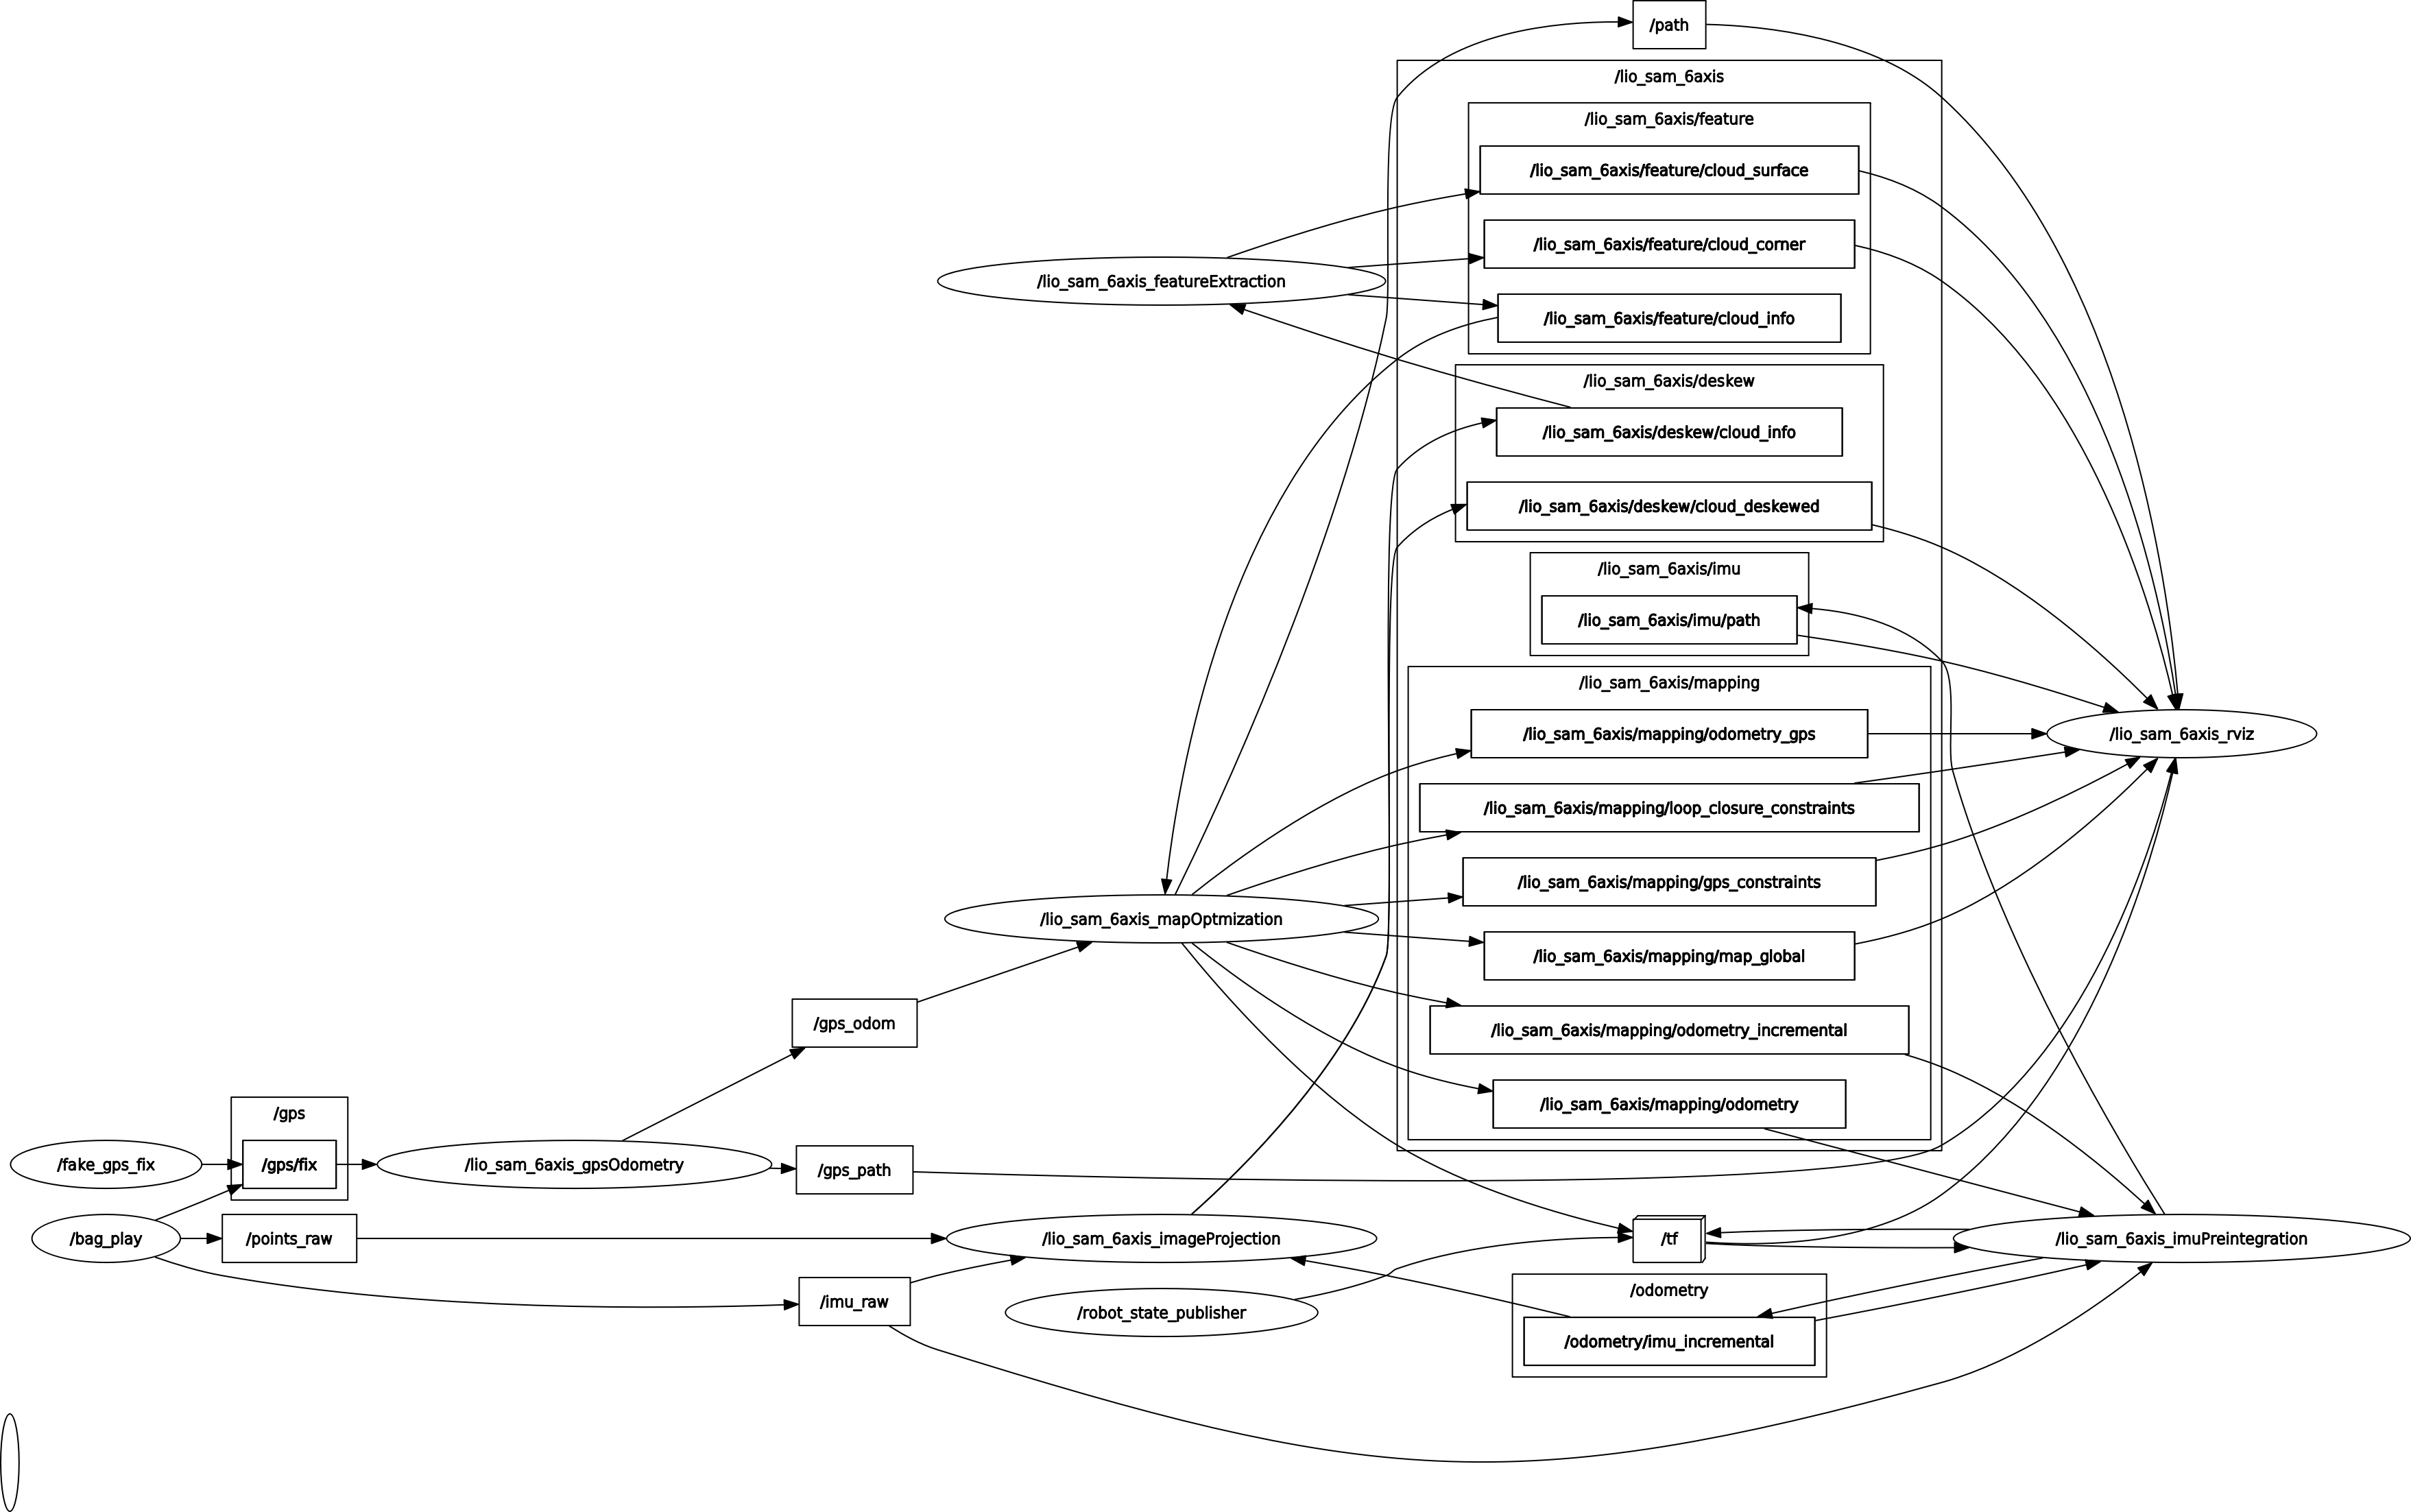 /path
/lio_sam_6axis
/lio_sam_6axis/feature
/lio_sam_6axis/feature/cloud_surface
/lio_sam_6axis/feature/cloud_corner
/lio_sam_6axis_featureExtraction
/lio_sam_6axis/feature/cloud_info
/lio_sam_6axis/deskew
/lio_sam_6axis/deskew/cloud_info
/lio_sam_6axis/deskew/cloud_deskewed
/lio_sam_6axis/imu
/lio_sam_6axis/imu/path
/lio_sam_6axis/mapping
/lio_sam_6axis/mapping/odometry_gps
/lio_sam_6axis_rviz
/lio_sam_6axis/mapping/loop_closure_constraints
/lio_sam_6axis/mapping/gps_constraints
/lio_sam_6axis_mapOptmization
/lio_sam_6axis/mapping/map_global
/gps_odom
/lio_sam_6axis/mapping/odometry_incremental
/lio_sam_6axis/mapping/odometry
/gps
/fake_gps_fix
/gps/fix
/lio_sam_6axis_gpsOdometry
/gps_path
/bag_play
/points_raw
/lio_sam_6axis_imageProjection
/tf
/lio_sam_6axis_imuPreintegration
/imu_raw
/robot_state_publisher
/odometry
/odometry/imu_incremental